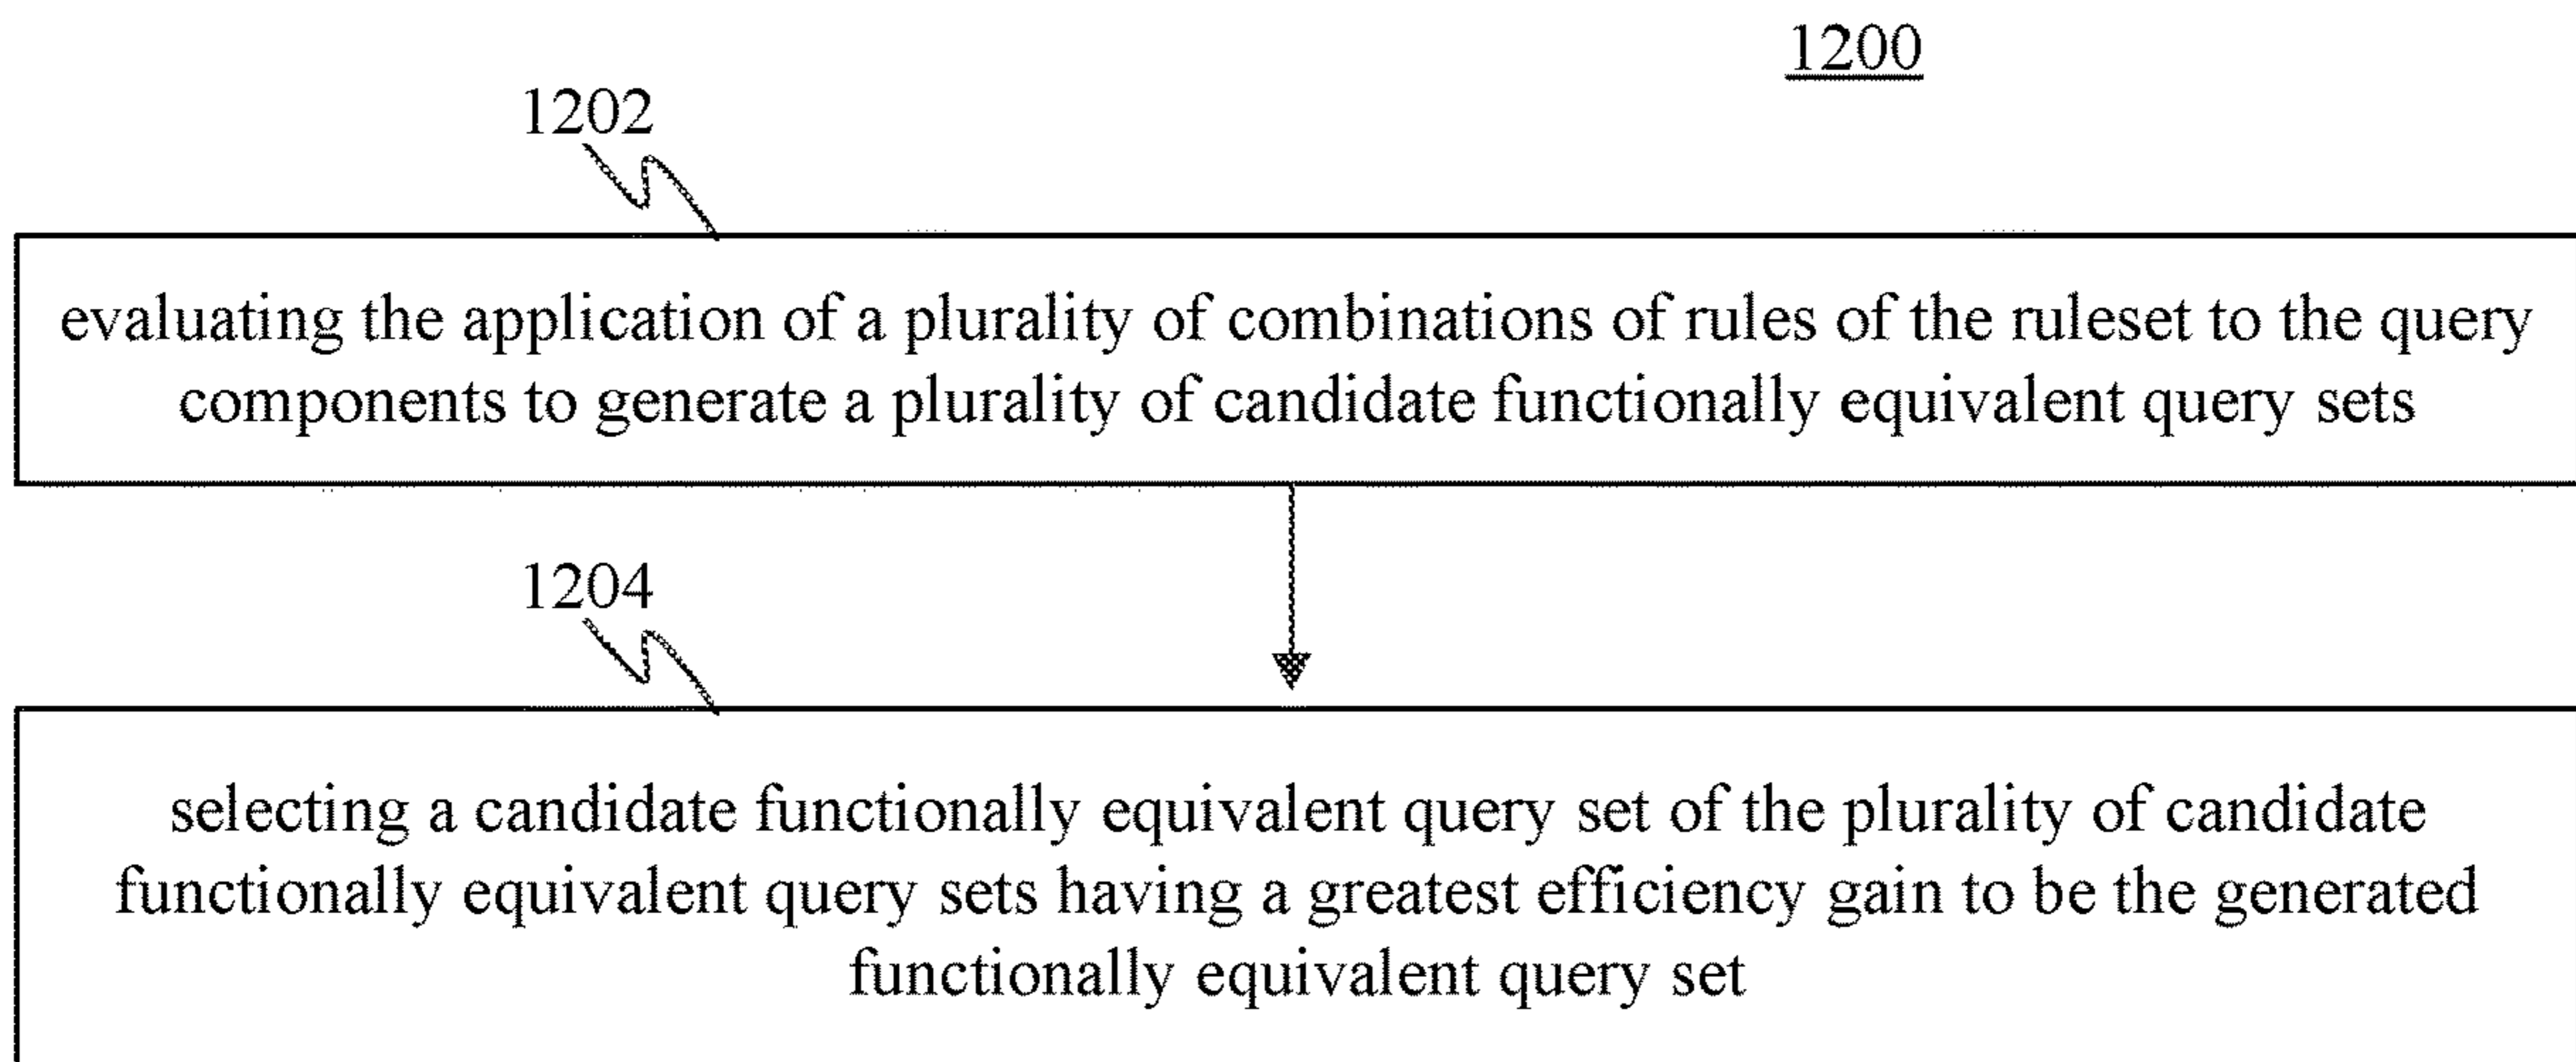 1200
1202
evaluating the application of a plurality of combinations of rules of the ruleset to the query
components to generate a plurality of candidate functionally equivalent query sets
1204
selecting a candidate functionally equivalent query set of the plurality of candidate
functionally equivalent query sets having a greatest efficiency gain to be the generated
functionally equivalent query set